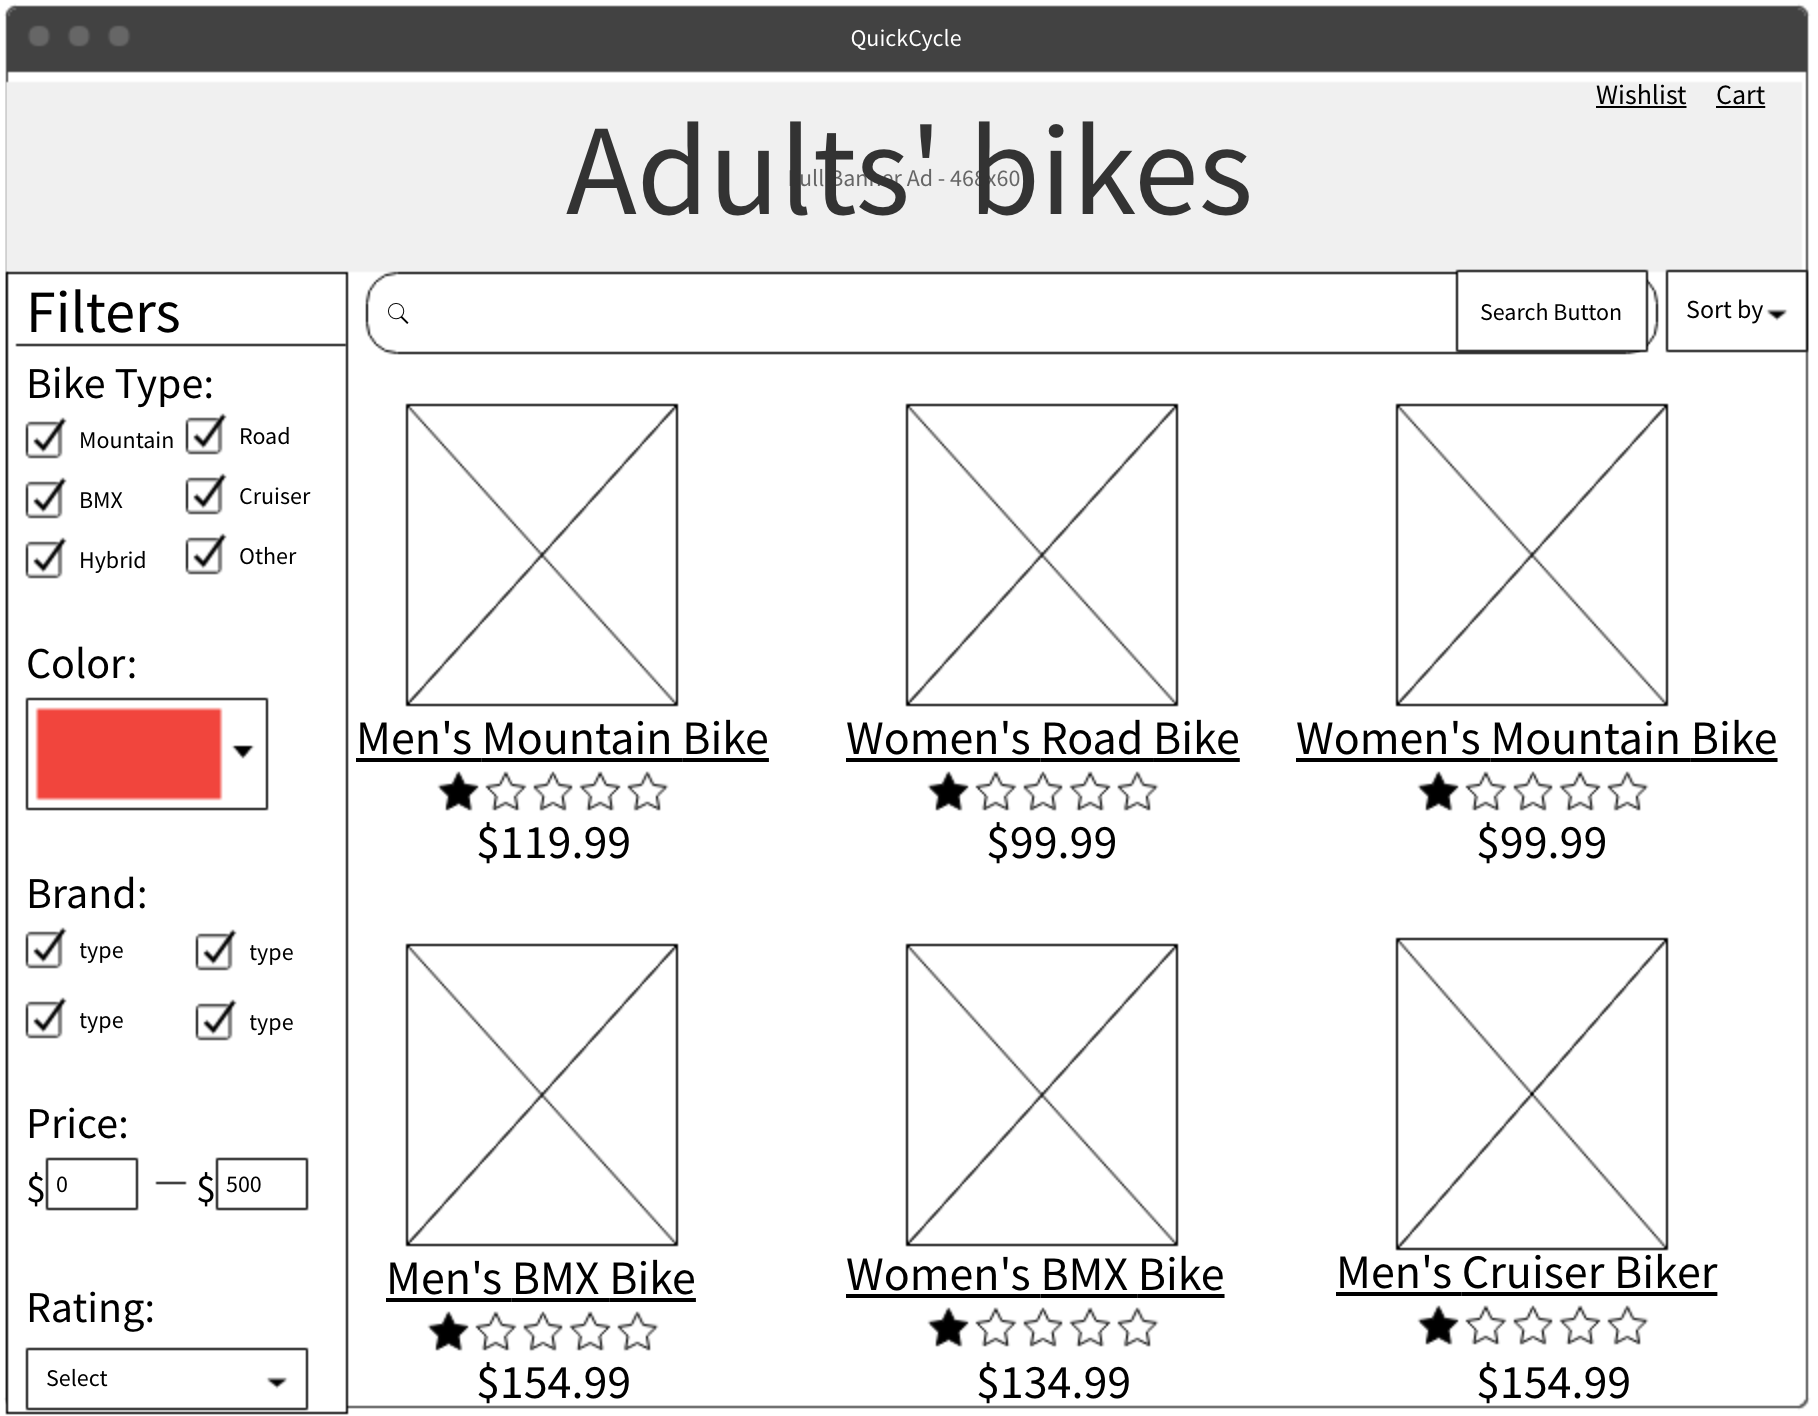 QuickCycle
Wishlist Cart
Adults' bikes
Full Banner Ad - 468x60
Filters
Search Button
Sort by
Bike Type:
Mountain Road
BMX Cruiser
Hybrid Other
Color:
Brand:
type type
type type
Price:
$ 0 — $ 500
Rating:
Select
Men's Mountain Bike
$119.99
Women's Road Bike
$99.99
Women's Mountain Bike
$99.99
Men's BMX Bike
$154.99
Women's BMX Bike
$134.99
Men's Cruiser Biker
$154.99